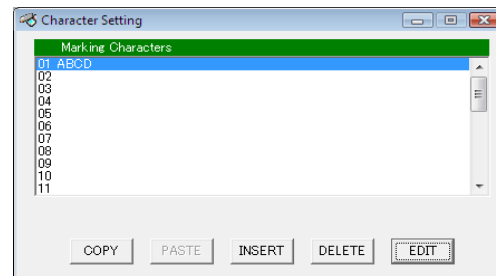 Character Setting
Marking Characters
01 ABCD
02
03
04
05
06
07
08
09
10
11
COPY PASTE INSERT DELETE EDIT